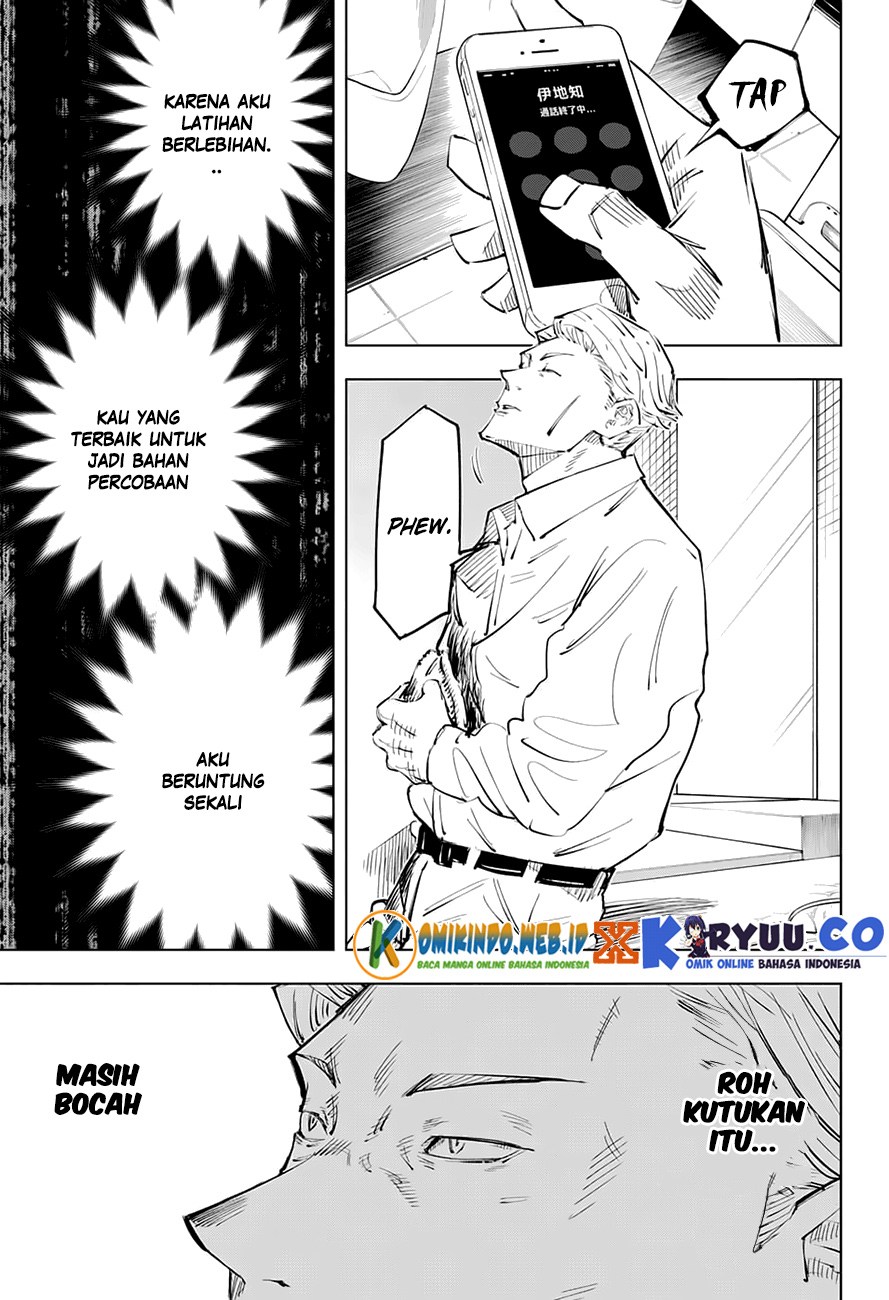 TAP
伊地知
通話終了中...
PHEW.
KARENA AKU
LATIHAN
BERLEBIHAN.
..
KAU YANG
TERBAIK UNTUK
JADI BAHAN
PERCOBAAN
AKU
BERUNTUNG
SEKALI
KOMIKINDO.WEB.ID
BACA MANGA ONLINE BAHASA INDONESIA
X
KIRYUU.CO
KOMIK ONLINE BAHASA INDONESIA
ROH
KUTUKAN
ITU...
MASIH
BOCAH